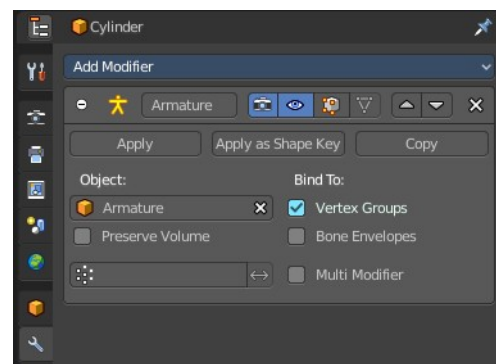 Cylinder
Add Modifier
Armature
Apply Apply as Shape Key Copy
Object: Bind To:
Armature Vertex Groups
Preserve Volume Bone Envelopes
Multi Modifier